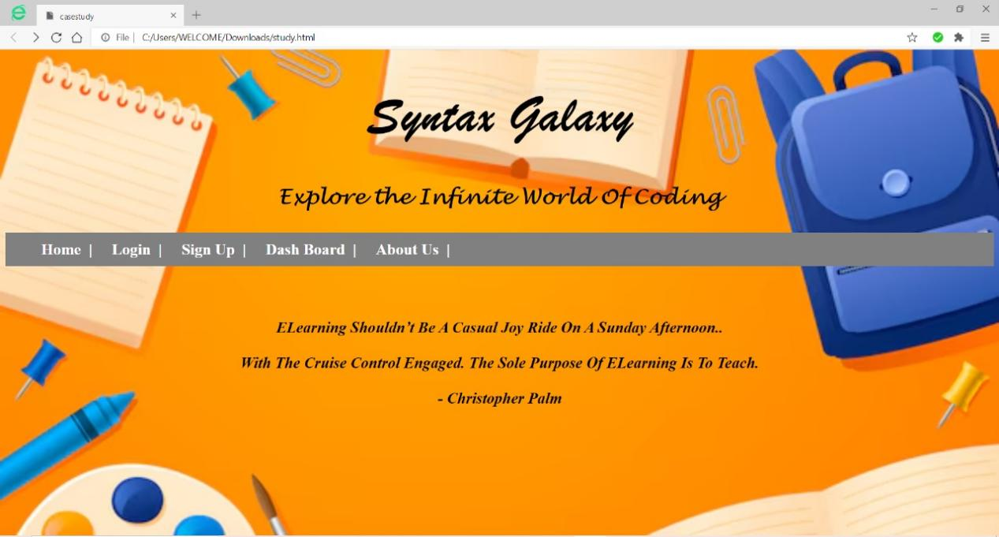 casestudy
File | C:/Users/WELCOME/Downloads/study.html
Syntax Galaxy
Explore the Infinite World Of Coding
Home | Login | Sign Up | Dash Board | About Us |
ELearning Shouldn’t Be A Casual Joy Ride On A Sunday Afternoon..
With The Cruise Control Engaged. The Sole Purpose Of ELearning Is To Teach.
- Christopher Palm